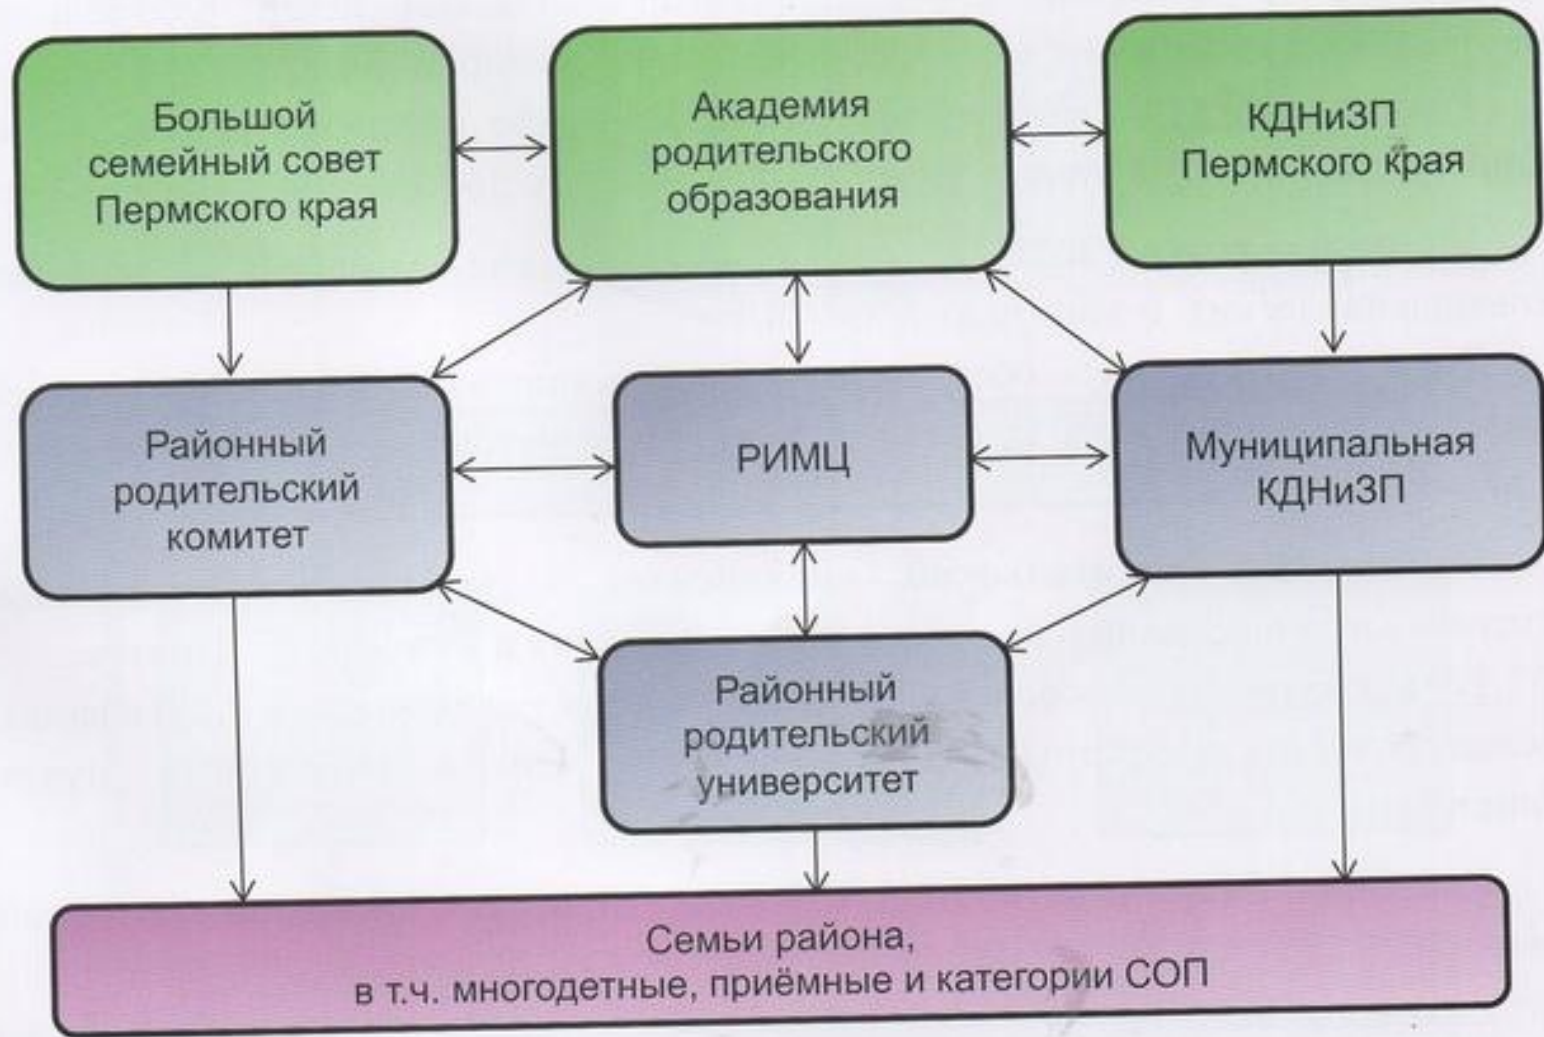 Большой
семейный совет
Пермского края
Академия
родительского
образования
КДНиЗП
Пермского края
Районный
родительский
комитет
РИМЦ
Муниципальная
КДНиЗП
Районный
родительский
университет
Семьи района,
в т.ч. многодетные, приёмные и категории СОП